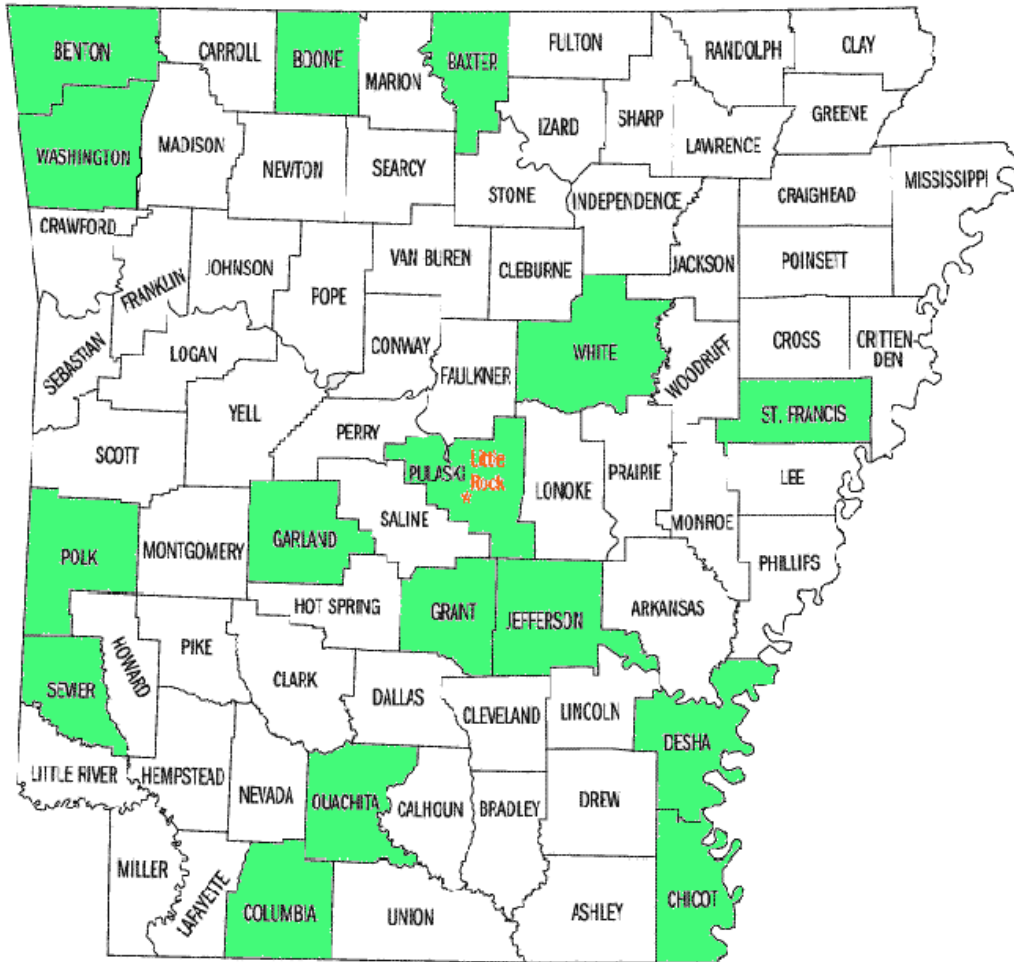 BENTON
CARROLL
BOONE
MARION
BAXTER
FULTON
RANDOLPH
CLAY
WASHINGTON
MADISON
NEWTON
SEARCY
IZARD
SHARP
LAWRENCE
GREENE
STONE
INDEPENDENCE
CRAIGHEAD
MISSISSIPPI
CRAWFORD
FRANKLIN
JOHNSON
POPE
VAN BUREN
CLEBURNE
JACKSON
POINSETT
SEBASTIAN
LOGAN
CONWAY
FAULKNER
WHITE
WOODRUFF
CROSS
CRITTEN-
DEN
SCOTT
YELL
PERRY
PULASKI
Little
Rock
*
LONOKE
PRAIRIE
ST. FRANCIS
LEE
POLK
MONTGOMERY
GARLAND
SALINE
MONROE
PHILLIPS
HOT SPRING
GRANT
JEFFERSON
ARKANSAS
SEVIER
HOWARD
PIKE
CLARK
DALLAS
CLEVELAND
LINCOLN
DESHA
LITTLE RIVER
HEMPSTEAD
NEVADA
OUACHITA
CALHOUN
BRADLEY
DREW
MILLER
LAFAYETTE
COLUMBIA
UNION
ASHLEY
CHICOT